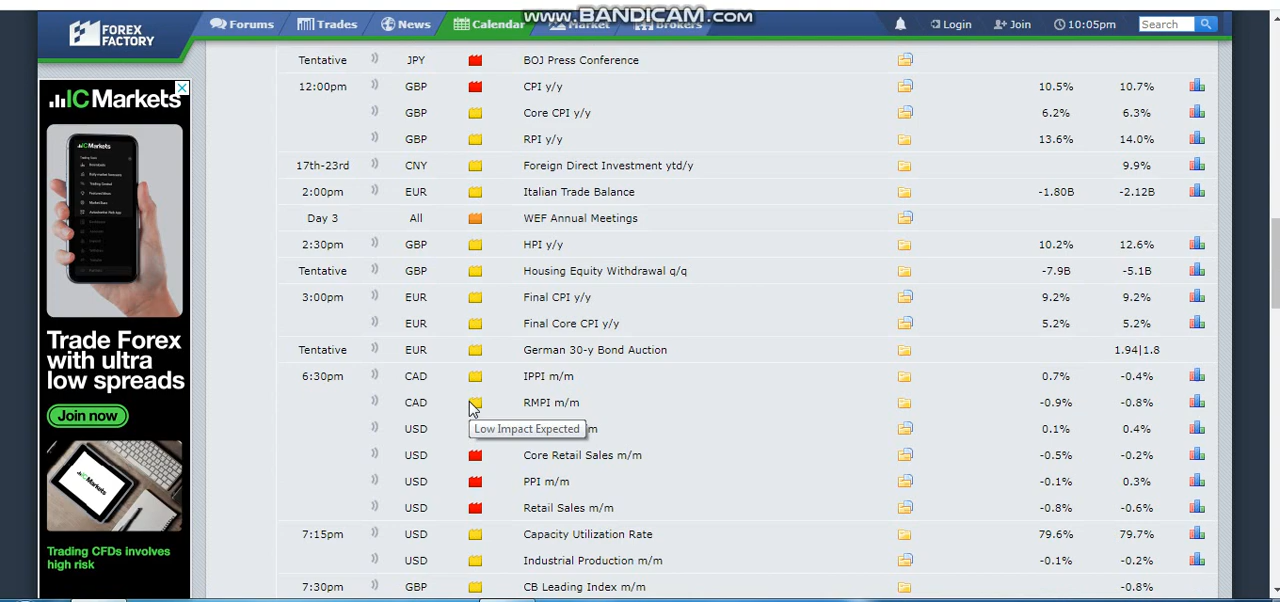 www.BANDICAM.com
FOREX FACTORY
Forums Trades News Calendar Market Brokers Login Join 10:05pm Search
Tentative JPY BOJ Press Conference
12:00pm GBP CPI y/y 10.5% 10.7%
GBP Core CPI y/y 6.2% 6.3%
GBP RPI y/y 13.6% 14.0%
17th-23rd CNY Foreign Direct Investment ytd/y 9.9%
2:00pm EUR Italian Trade Balance -1.80B -2.12B
Day 3 All WEF Annual Meetings
2:30pm GBP HPI y/y 10.2% 12.6%
Tentative GBP Housing Equity Withdrawal q/q -7.9B -5.1B
3:00pm EUR Final CPI y/y 9.2% 9.2%
EUR Final Core CPI y/y 5.2% 5.2%
Tentative EUR German 30-y Bond Auction 1.94|1.8
6:30pm CAD IPPI m/m 0.7% -0.4%
CAD RMPI m/m -0.9% -0.8%
USD m 0.1% 0.4%
Low Impact Expected
USD Core Retail Sales m/m -0.5% -0.2%
USD PPI m/m -0.1% 0.3%
USD Retail Sales m/m -0.8% -0.6%
7:15pm USD Capacity Utilization Rate 79.6% 79.7%
USD Industrial Production m/m -0.1% -0.2%
7:30pm GBP CB Leading Index m/m -0.8%
IC Markets
Trade Forex
with ultra
low spreads
Join now
Trading CFDs involves
high risk